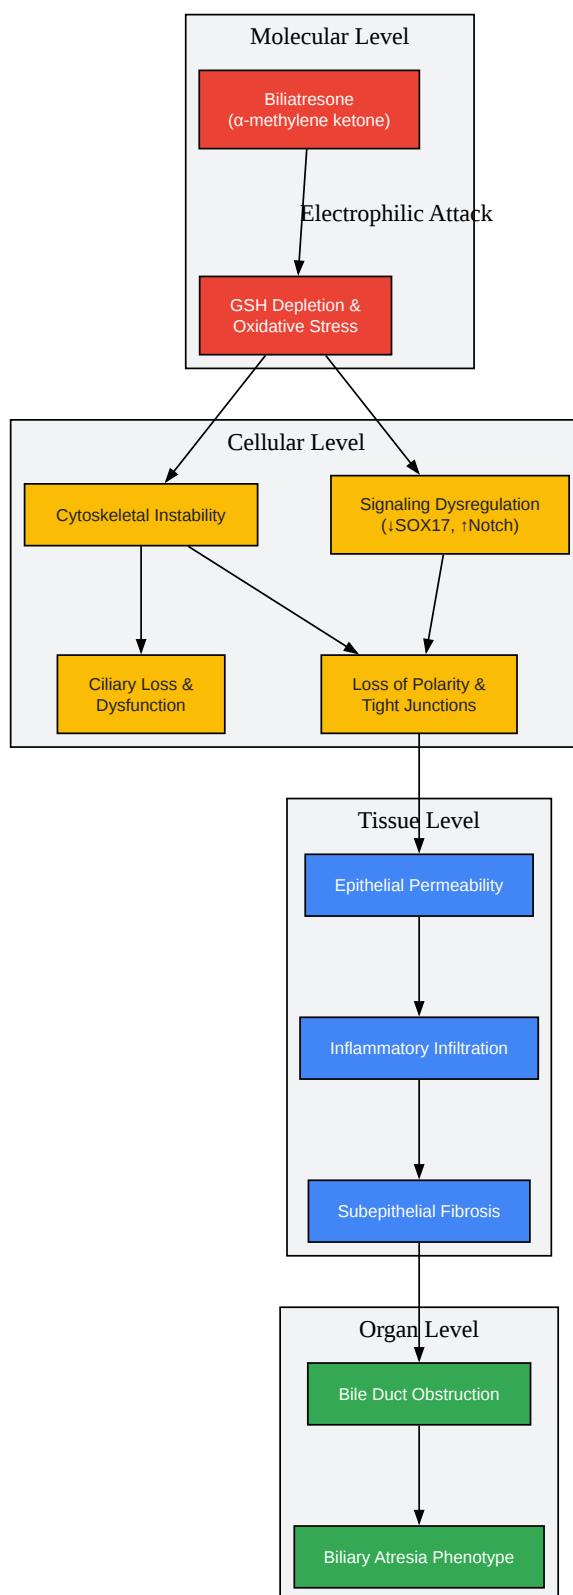 Molecular Level
Biliatresone
(α-methylene ketone)
Electrophilic Attack
GSH Depletion &
Oxidative Stress
Cellular Level
Cytoskeletal Instability
Signaling Dysregulation
(↓SOX17, ↑Notch)
Ciliary Loss &
Dysfunction
Loss of Polarity &
Tight Junctions
Tissue Level
Epithelial Permeability
Inflammatory Infiltration
Subepithelial Fibrosis
Organ Level
Bile Duct Obstruction
Biliary Atresia Phenotype